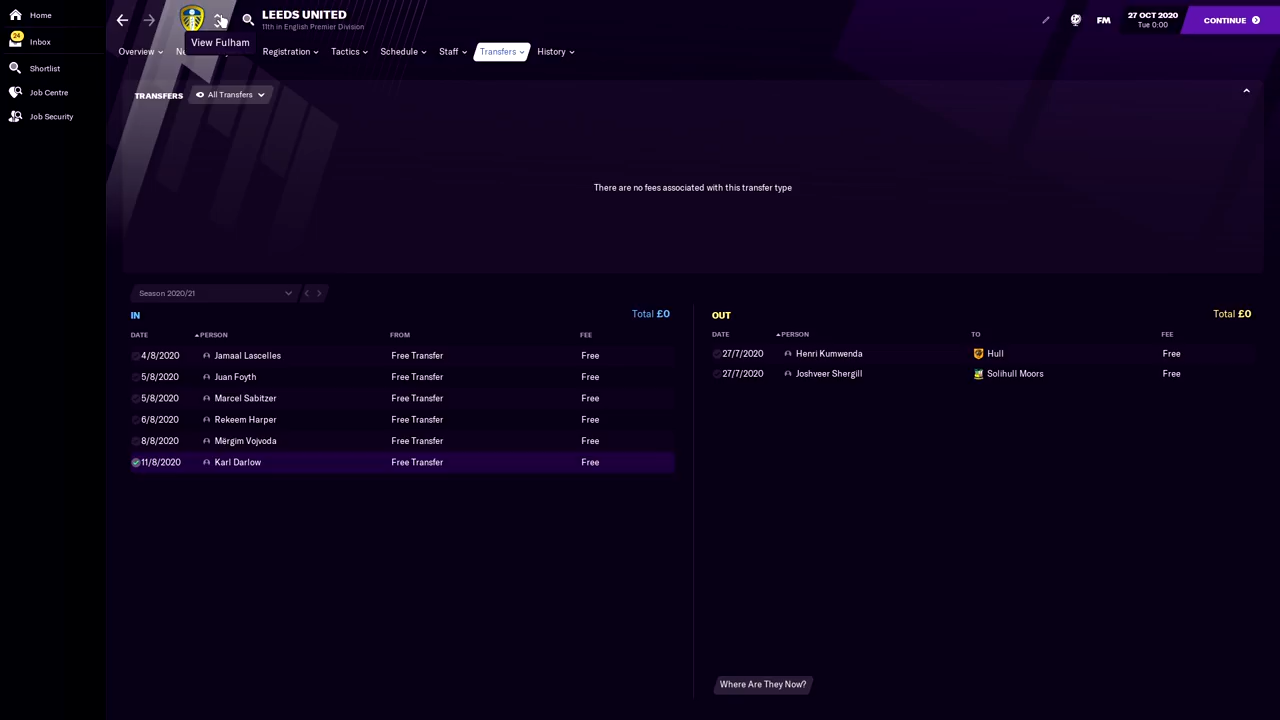 Home
24
Inbox
Shortlist
Job Centre
Job Security
LEEDS UNITED
11th in English Premier Division
View Fulham
FM
27 OCT 2020
Tue 0:00
CONTINUE
Overview
Registration
Tactics
Schedule
Staff
Transfers
History
TRANSFERS
All Transfers
There are no fees associated with this transfer type
Season 2020/21
IN
Total £0
DATE PERSON FROM FEE
4/8/2020 Jamaal Lascelles Free Transfer Free
5/8/2020 Juan Foyth Free Transfer Free
5/8/2020 Marcel Sabitzer Free Transfer Free
6/8/2020 Rekeem Harper Free Transfer Free
8/8/2020 Mërgim Vojvoda Free Transfer Free
11/8/2020 Karl Darlow Free Transfer Free
OUT
Total £0
DATE PERSON TO FEE
27/7/2020 Henri Kumwenda Hull Free
27/7/2020 Joshveer Shergill Solihull Moors Free
Where Are They Now?